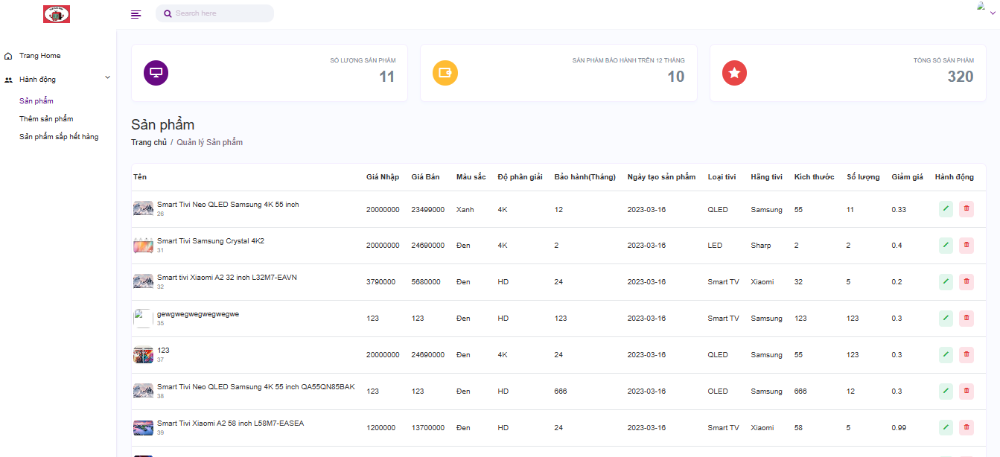 Search here
Trang Home
Hành động
Sản phẩm
Thêm sản phẩm
Sản phẩm sắp hết hàng
SỐ LƯỢNG SẢN PHẨM
11
SẢN PHẨM BẢO HÀNH TRÊN 12 THÁNG
10
TỔNG SỐ SẢN PHẨM
320
Sản phẩm
Trang chủ / Quản lý Sản phẩm
Tên Giá Nhập Giá Bán Màu sắc Độ phân giải Bảo hành(Tháng) Ngày tạo sản phẩm Loại tivi Hãng tivi Kích thước Số lượng Giảm giá Hành động
Smart Tivi Neo QLED Samsung 4K 55 inch
26
20000000 23499000 Xanh 4K 12 2023-03-16 QLED Samsung 55 11 0.33
Smart Tivi Samsung Crystal 4K2
31
20000000 24690000 Đen 4K 2 2023-03-16 LED Sharp 2 2 0.4
Smart tivi Xiaomi A2 32 inch L32M7-EAVN
32
3790000 5680000 Đen HD 24 2023-03-16 Smart TV Xiaomi 32 5 0.2
gewgwegwegwegwegwe
35
123 123 Đen HD 123 2023-03-16 Smart TV Samsung 123 123 0.3
123
37
20000000 24690000 Đen 4K 24 2023-03-16 QLED Samsung 55 123 0.3
Smart Tivi Neo QLED Samsung 4K 55 inch QA55QN85BAK
38
123 123 Đen HD 666 2023-03-16 OLED Samsung 666 12 0.3
Smart Tivi Xiaomi A2 58 inch L58M7-EASEA
39
1200000 13700000 Đen HD 24 2023-03-16 Smart TV Xiaomi 58 5 0.99